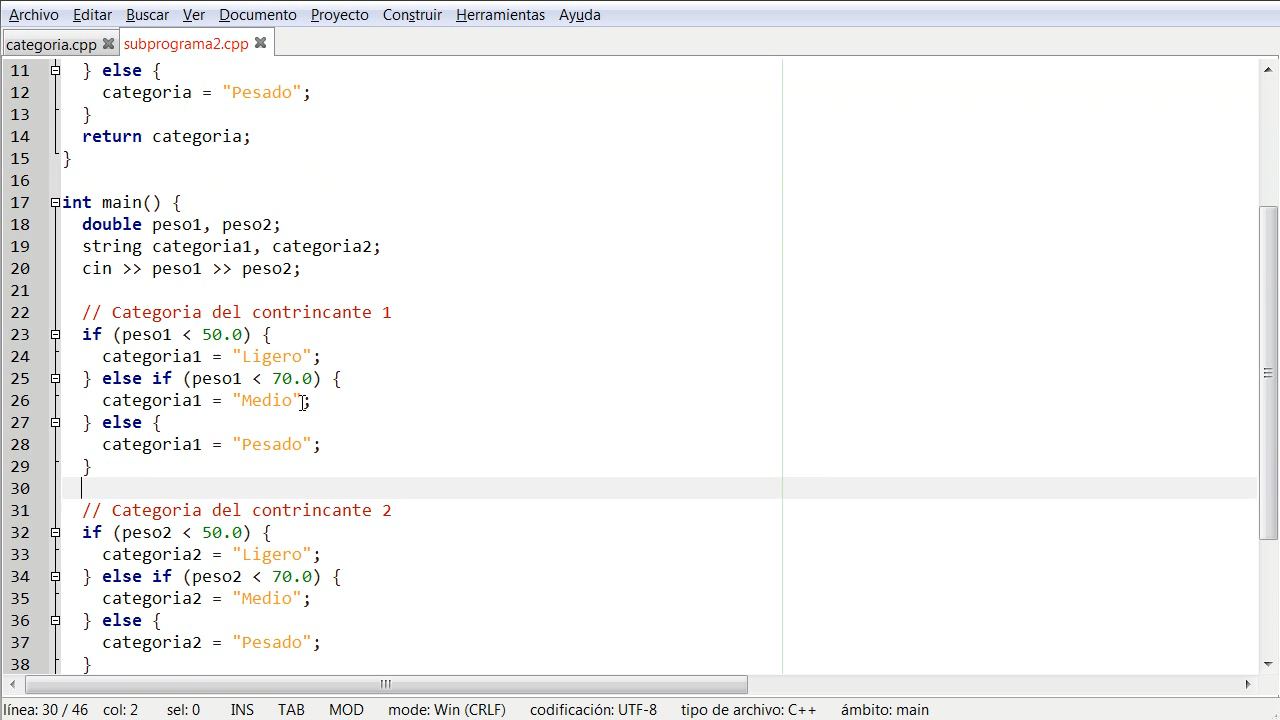 Archivo Editar Buscar Ver Documento Proyecto Construir Herramientas Ayuda
categoria.cpp subprograma2.cpp
11 } else {
12 categoria = "Pesado";
13 }
14 return categoria;
15 }
16
17 int main() {
18 double peso1, peso2;
19 string categoria1, categoria2;
20 cin >> peso1 >> peso2;
21
22 // Categoria del contrincante 1
23 if (peso1 < 50.0) {
24 categoria1 = "Ligero";
25 } else if (peso1 < 70.0) {
26 categoria1 = "Medio";
27 } else {
28 categoria1 = "Pesado";
29 }
30
31 // Categoria del contrincante 2
32 if (peso2 < 50.0) {
33 categoria2 = "Ligero";
34 } else if (peso2 < 70.0) {
35 categoria2 = "Medio";
36 } else {
37 categoria2 = "Pesado";
38 }
línea: 30 / 46 col: 2 sel: 0 INS TAB MOD mode: Win (CRLF) codificación: UTF-8 tipo de archivo: C++ ámbito: main